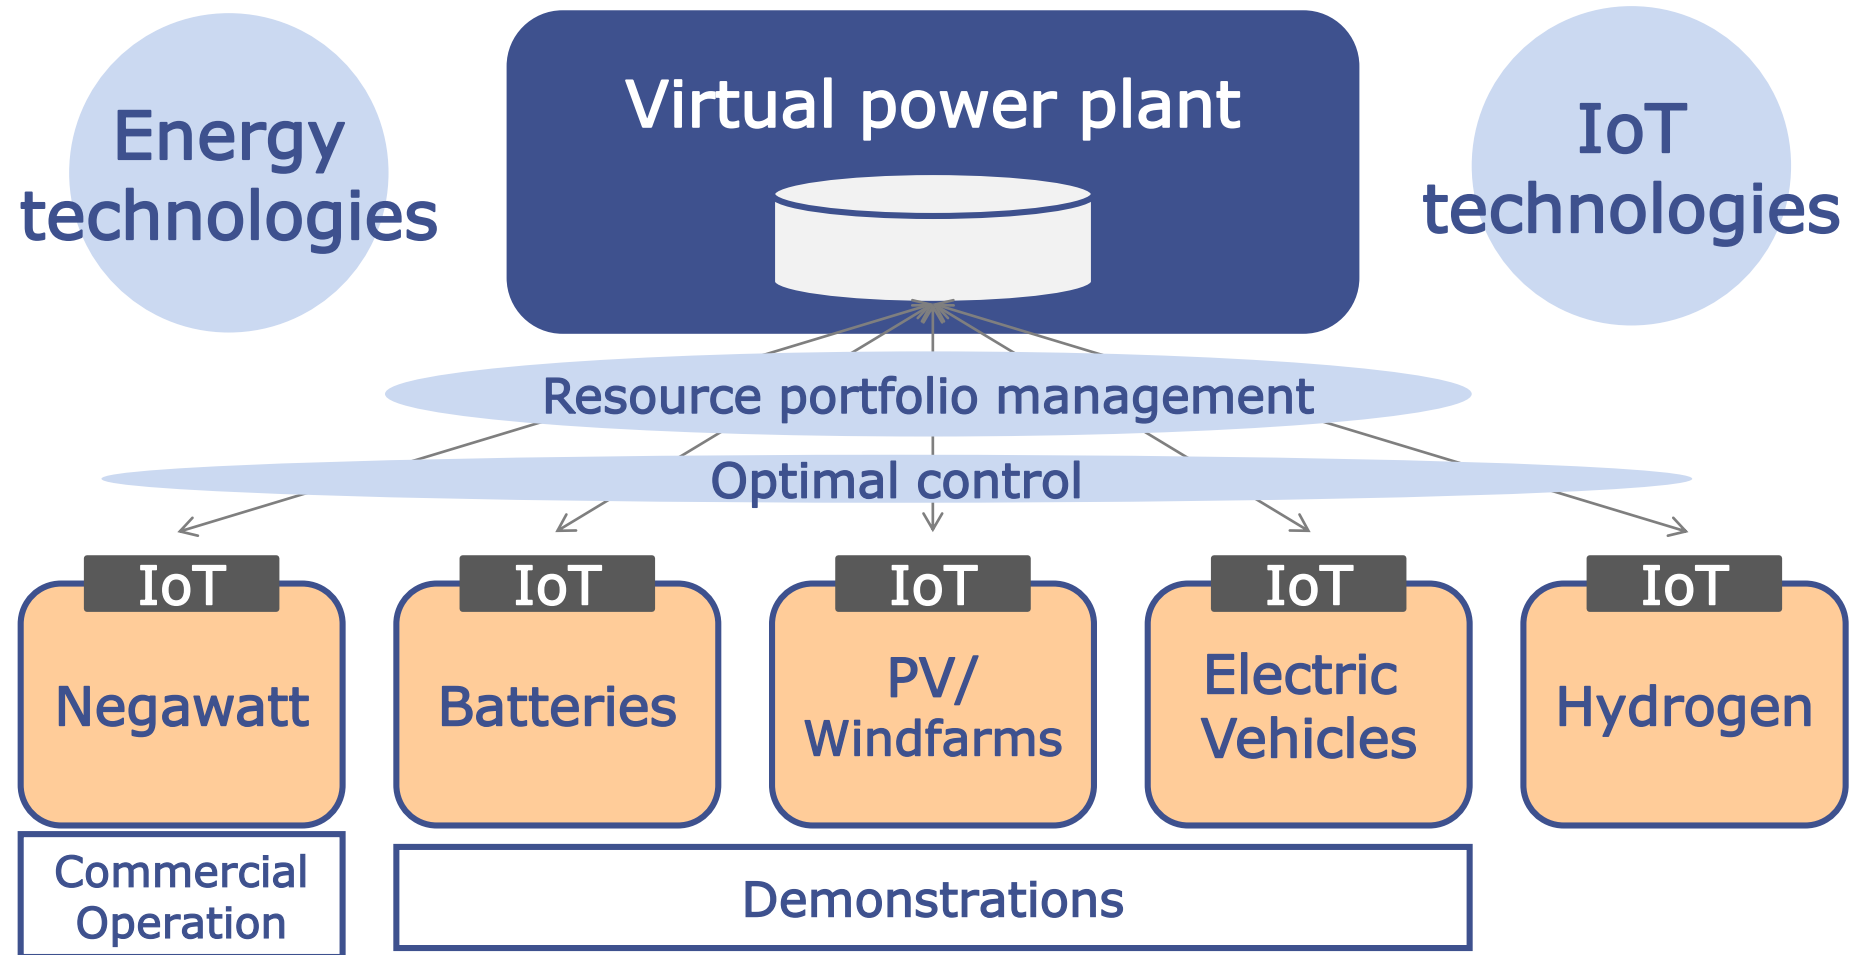 Energy
technologies
Virtual power plant
IoT
technologies
Resource portfolio management
Optimal control
IoT
IoT
IoT
IoT
IoT
Negawatt
Batteries
PV/
Windfarms
Electric
Vehicles
Hydrogen
Commercial
Operation
Demonstrations